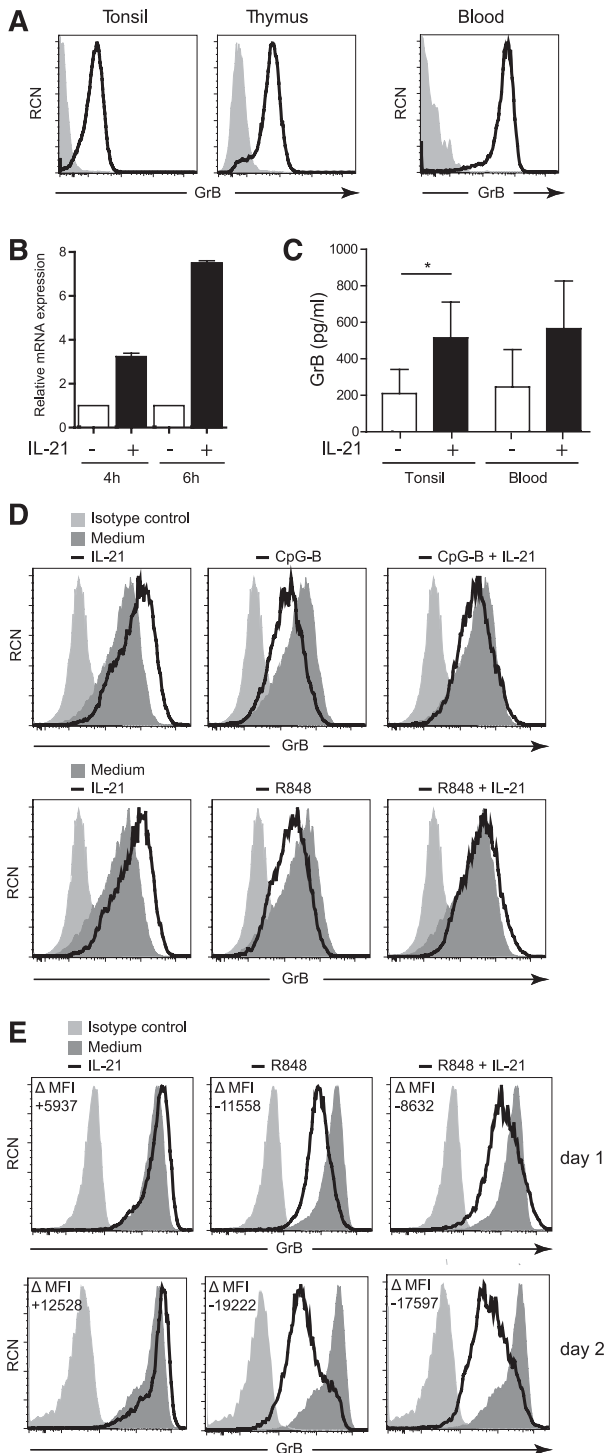 A
Tonsil Thymus Blood
RCN RCN
GrB GrB
B
Relative mRNA expression
8
6
4
2
0
IL-21 - + - +
4h 6h
C
GrB (pg/ml)
1000
800
600
400
200
0
*
IL-21 - + - +
Tonsil Blood
D
Isotype control
Medium
IL-21 CpG-B CpG-B + IL-21
RCN
GrB
Medium
IL-21 R848 R848 + IL-21
RCN
GrB
E
Isotype control
Medium
IL-21 R848 R848 + IL-21
Δ MFI Δ MFI Δ MFI
+5937 -11558 -8632
RCN
day 1
GrB
Δ MFI Δ MFI Δ MFI
+12528 -19222 -17597
RCN
day 2
GrB